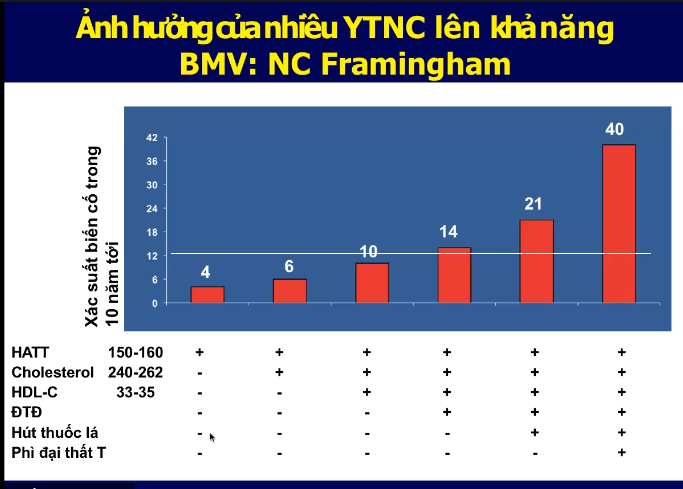 Ảnh hưởng của nhiều YTNC lên khả năng
BMV: NC Framingham
Xác suất biến cố trong
10 năm tới
42
36
30
24
18
12
6
0
4
6
10
14
21
40
HATT 150-160 + + + + + +
Cholesterol 240-262 - + + + + +
HDL-C 33-35 - - + + + +
ĐTĐ - - - + + +
Hút thuốc lá - - - - + +
Phì đại thất T - - - - - +